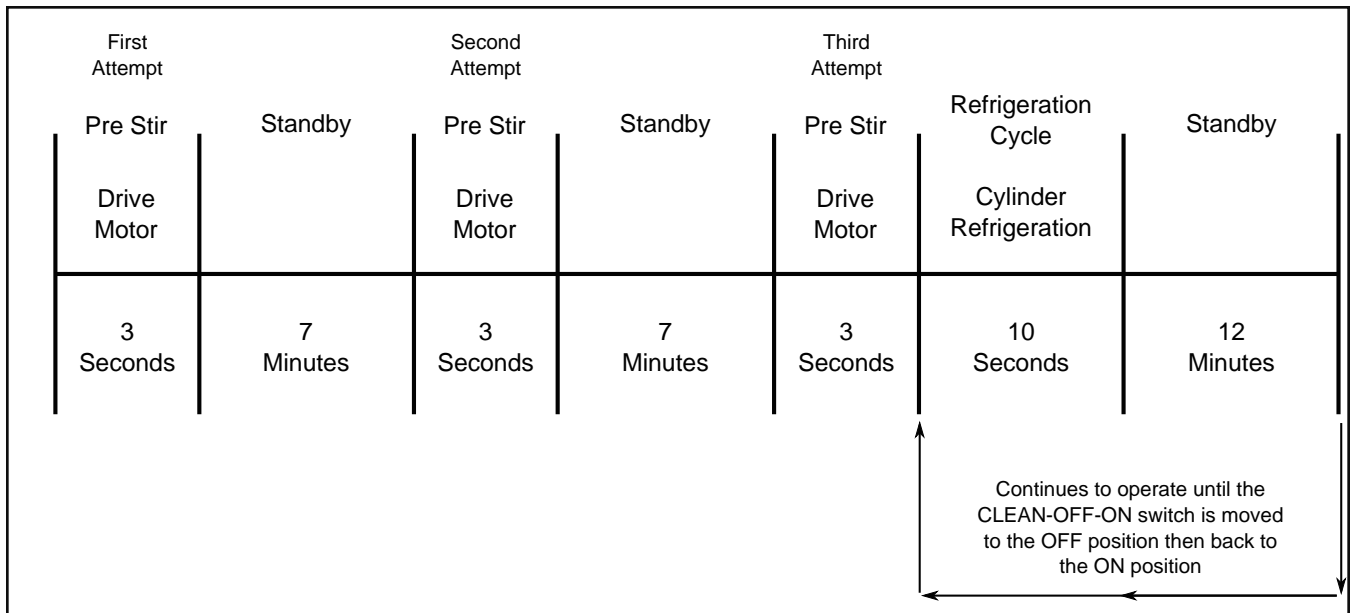 First
Attempt
Second
Attempt
Third
Attempt
Pre Stir
Standby
Pre Stir
Standby
Pre Stir
Refrigeration
Cycle
Standby
Drive
Motor
Drive
Motor
Drive
Motor
Cylinder
Refrigeration
3
Seconds
7
Minutes
3
Seconds
7
Minutes
3
Seconds
10
Seconds
12
Minutes
Continues to operate until the
CLEAN-OFF-ON switch is moved
to the OFF position then back to
the ON position